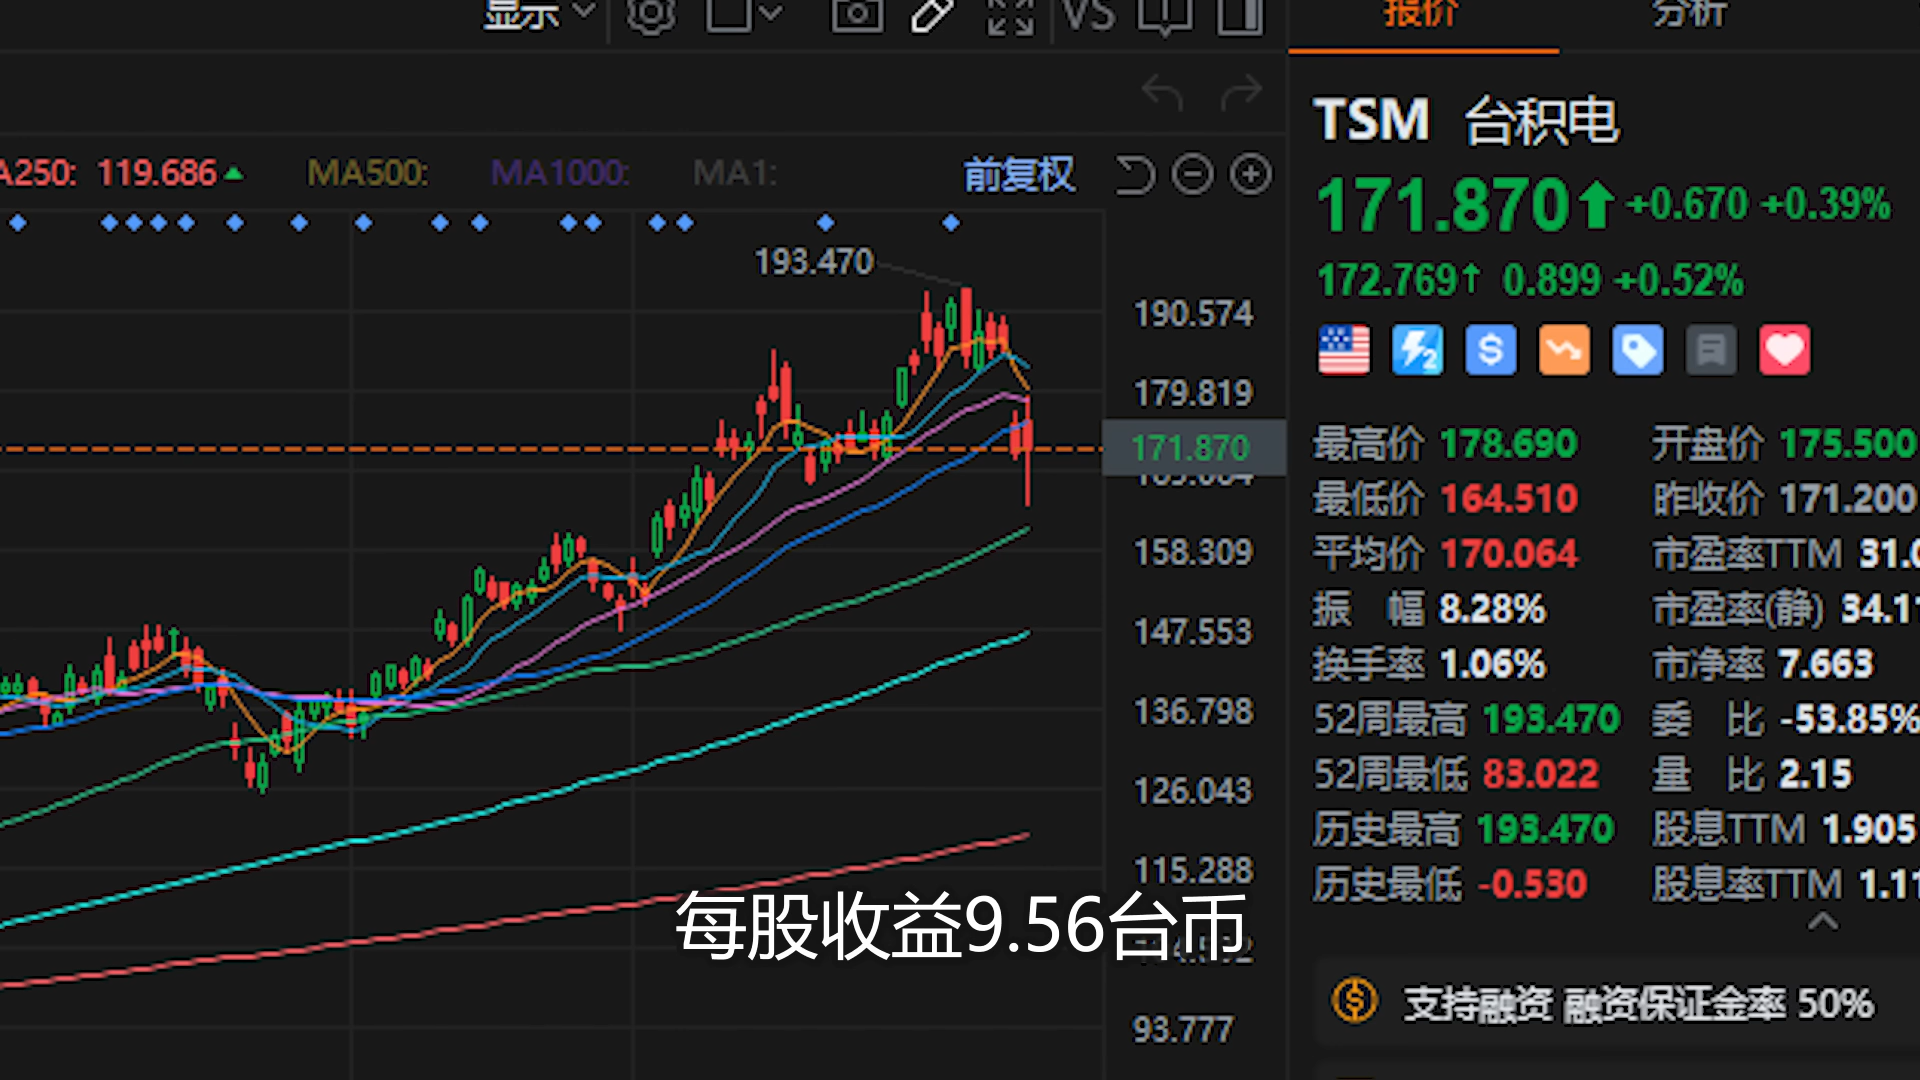 显示
VS
报价 分析
A250: 119.686 MA500: MA1000: MA1: 前复权
TSM 台积电
171.870 +0.670 +0.39%
172.769↑ 0.899 +0.52%
193.470
190.574
179.819
171.870
158.309
147.553
136.798
126.043
115.288
93.777
最高价 178.690 开盘价 175.500
最低价 164.510 昨收价 171.200
平均价 170.064 市盈率TTM 31.0
振 幅 8.28% 市盈率(静) 34.11
换手率 1.06% 市净率 7.663
52周最高 193.470 委 比 -53.85%
52周最低 83.022 量 比 2.15
历史最高 193.470 股息TTM 1.905
历史最低 -0.530 股息率TTM 1.11
每股收益9.56台币
支持融资 融资保证金率 50%